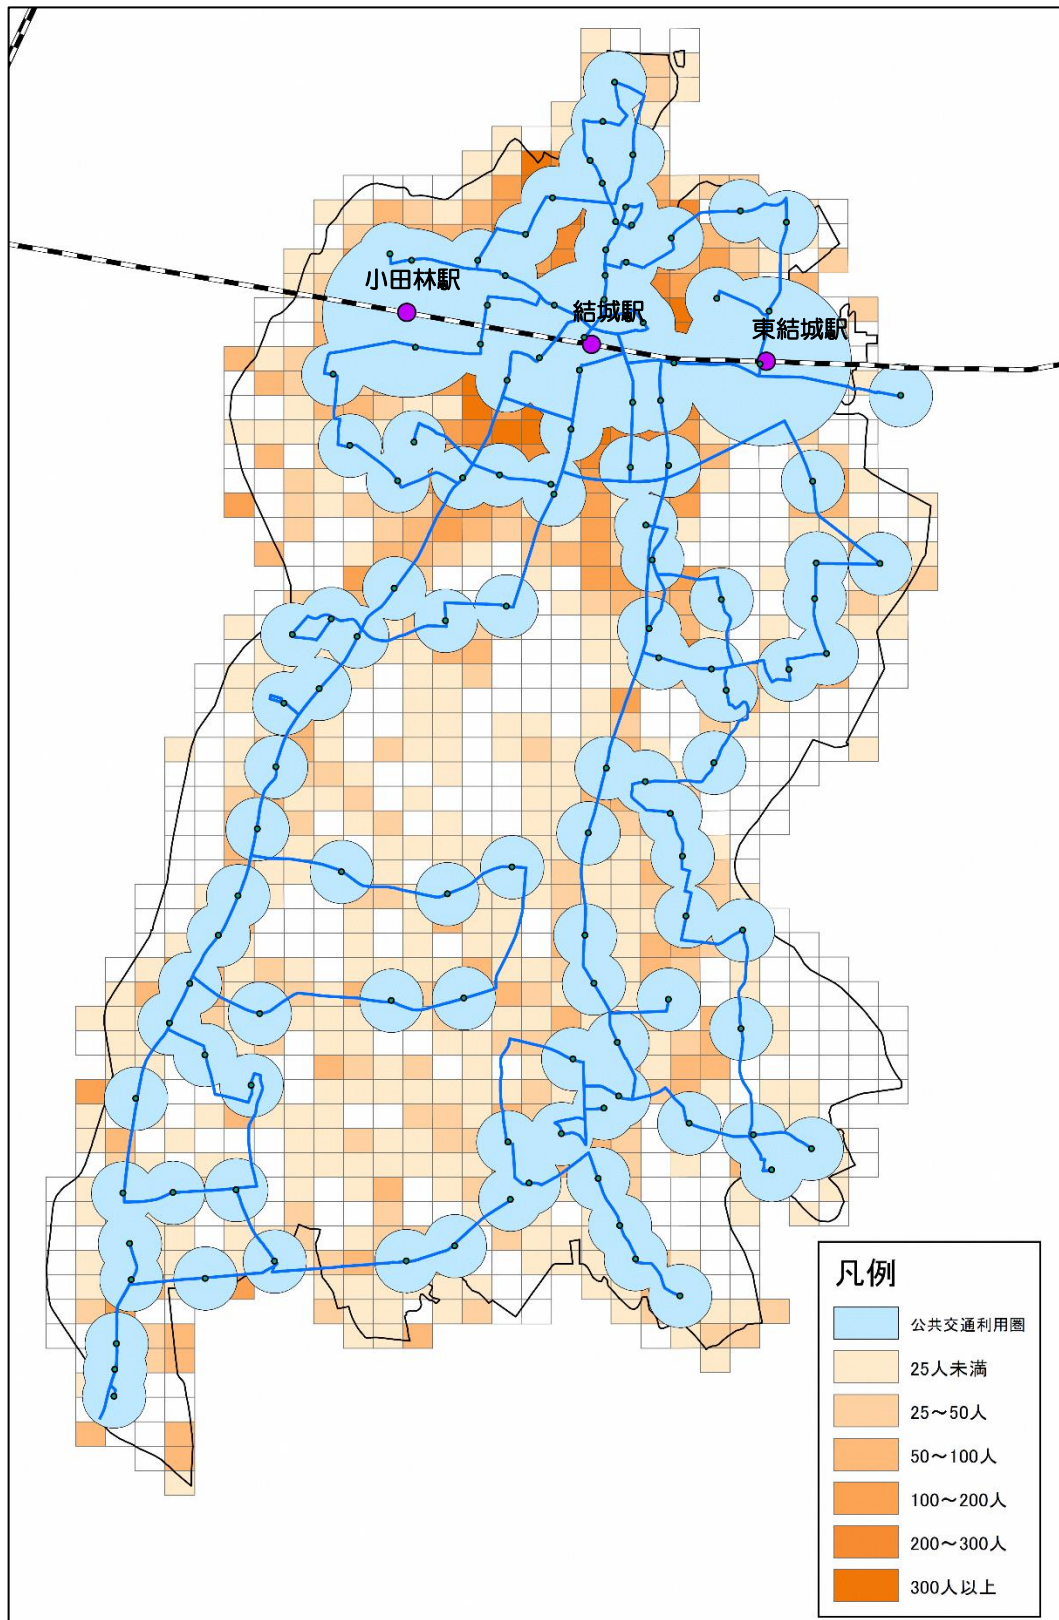 小田林駅
結城駅
東結城駅
凡例
公共交通利用圏
25人未満
25～50人
50～100人
100～200人
200～300人
300人以上